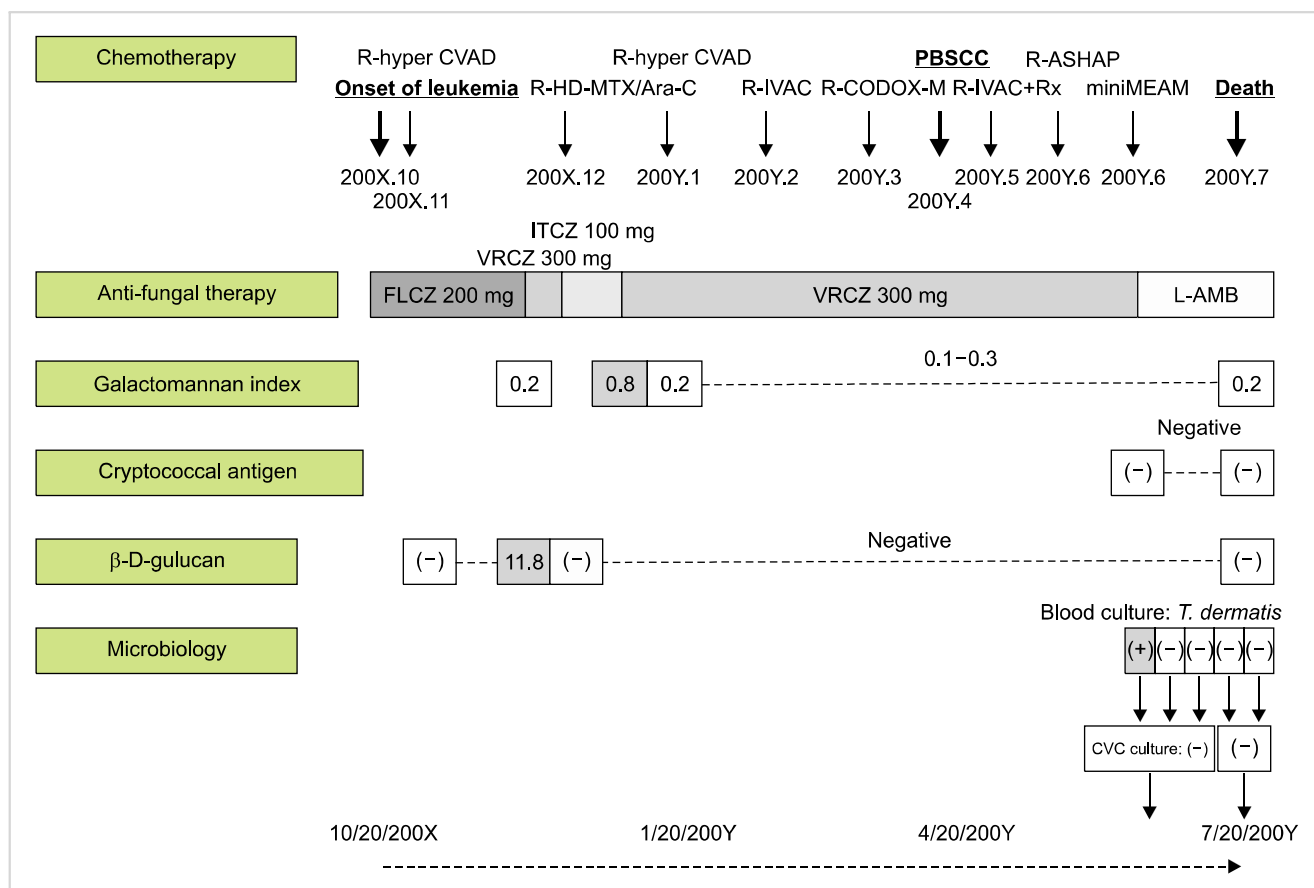 Chemotherapy
R-hyper CVAD R-hyper CVAD PBSCC R-ASHAP
Onset of leukemia R-HD-MTX/Ara-C R-IVAC R-CODOX-M R-IVAC+Rx miniMEAM Death
200X.10 200X.12 200Y.1 200Y.2 200Y.3 200Y.5 200Y.6 200Y.6 200Y.7
200X.11 200Y.4
ITCZ 100 mg
VRCZ 300 mg
Anti-fungal therapy FLCZ 200 mg VRCZ 300 mg L-AMB
0.1−0.3
Galactomannan index 0.2 0.8 0.2 0.2
Negative
Cryptococcal antigen (−) (−)
Negative
β-D-gulucan (−) 11.8 (−) (−)
Blood culture: T. dermatis
Microbiology (+) (−) (−) (−) (−)
CVC culture: (−) (−)
10/20/200X 1/20/200Y 4/20/200Y 7/20/200Y